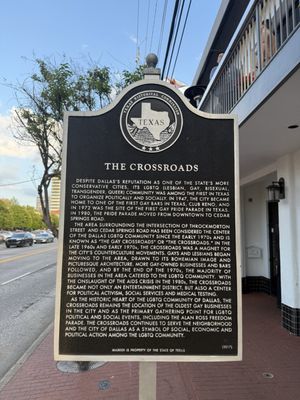 TEXAS HISTORICAL COMMISSION
TEXAS
THE CROSSROADS
DESPITE DALLAS'S REPUTATION AS ONE OF THE STATE'S MORE
CONSERVATIVE CITIES, ITS LGBTQ (LESBIAN, GAY, BISEXUAL,
TRANSGENDER, QUEER) COMMUNITY WAS AMONG THE FIRST IN TEXAS
TO ORGANIZE POLITICALLY AND SOCIALLY. IN 1947, THE CITY BECAME
HOME TO ONE OF THE FIRST GAY BARS IN TEXAS, CLUB RENO, AND
IN 1972 WAS THE SITE OF THE FIRST GAY PRIDE PARADE IN TEXAS.
IN 1980, THE PRIDE PARADE MOVED FROM DOWNTOWN TO CEDAR
SPRINGS ROAD.
THE AREA SURROUNDING THE INTERSECTION OF THROCKMORTON
STREET AND CEDAR SPRINGS ROAD HAS BEEN CONSIDERED THE CENTER
OF THE DALLAS LGBTQ COMMUNITY SINCE THE EARLY 1970s AND IS
KNOWN AS "THE GAY CROSSROADS" OR "THE CROSSROADS." IN THE
LATE 1960s AND EARLY 1970s, THE CROSSROADS WAS A MAGNET FOR
THE CITY'S COUNTERCULTURE MOVEMENTS. GAYS AND LESBIANS BEGAN
MOVING TO THE AREA, DRAWN TO ITS BOHEMIAN IMAGE AND
PICTURESQUE ARCHITECTURE. MANY GAY-OWNED BUSINESSES AND BARS
FOLLOWED, AND BY THE END OF THE 1970s, THE MAJORITY OF
BUSINESSES IN THE AREA CATERED TO THE LGBTQ COMMUNITY. WITH
THE ONSLAUGHT OF THE AIDS CRISIS IN THE 1980s, THE CROSSROADS
BECAME NOT ONLY AN ENTERTAINMENT DISTRICT, BUT ALSO A CENTER
FOR POLITICAL ACTIVISM, SOCIAL SERVICES AND MEDICAL TESTING.
AS THE HISTORIC HEART OF THE LGBTQ COMMUNITY OF DALLAS, THE
CROSSROADS REMAINS THE LOCATION OF THE OLDEST GAY BUSINESSES
IN THE CITY AND AS THE PRIMARY GATHERING POINT FOR LGBTQ
POLITICAL AND SOCIAL EVENTS, INCLUDING THE ALAN ROSS FREEDOM
PARADE. THE CROSSROADS CONTINUES TO SERVE THE NEIGHBORHOOD
AND THE CITY OF DALLAS AS A SYMBOL OF SOCIAL, ECONOMIC AND
POLITICAL ACTION AMONG THE LGBTQ COMMUNITY.
(2017)
MARKER IS PROPERTY OF THE STATE OF TEXAS